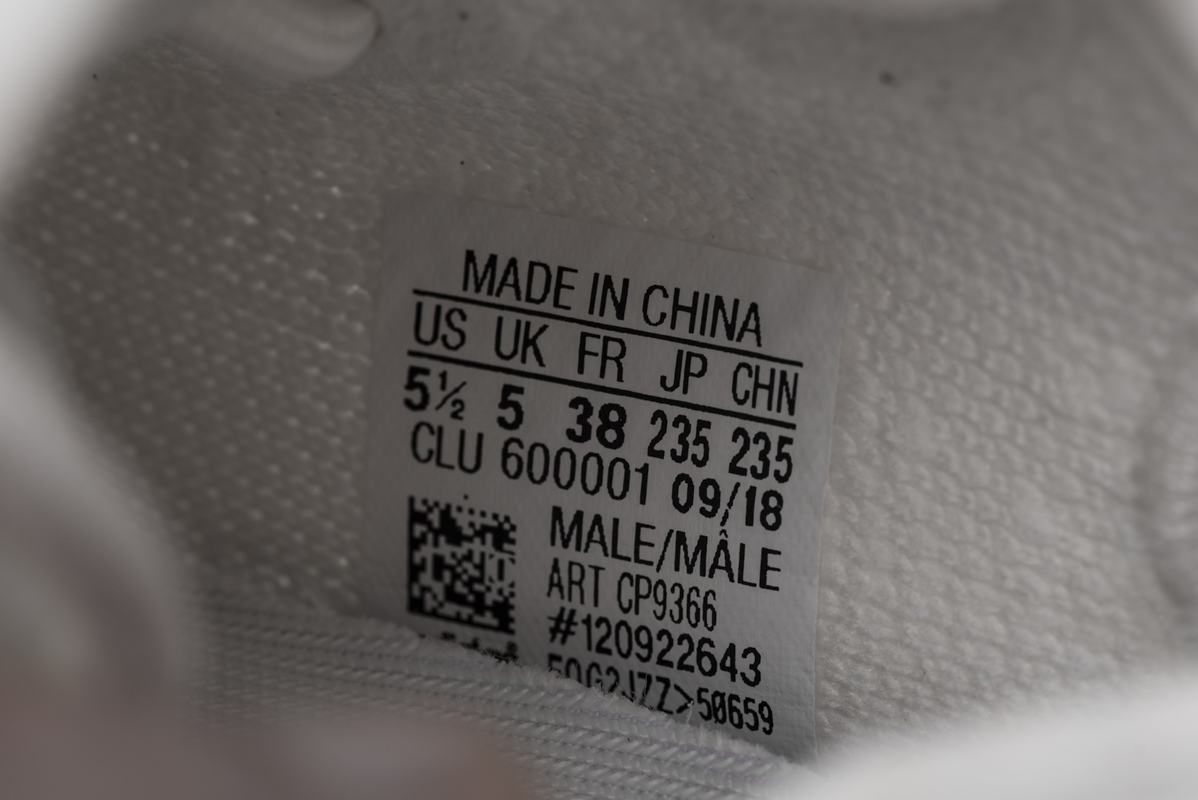 MADE IN CHINA
US UK FR JP CHN
5½ 5 38 235 235
CLU 600001 09/18
MALE/MÂLE
ART CP9366
#120922643
>50659